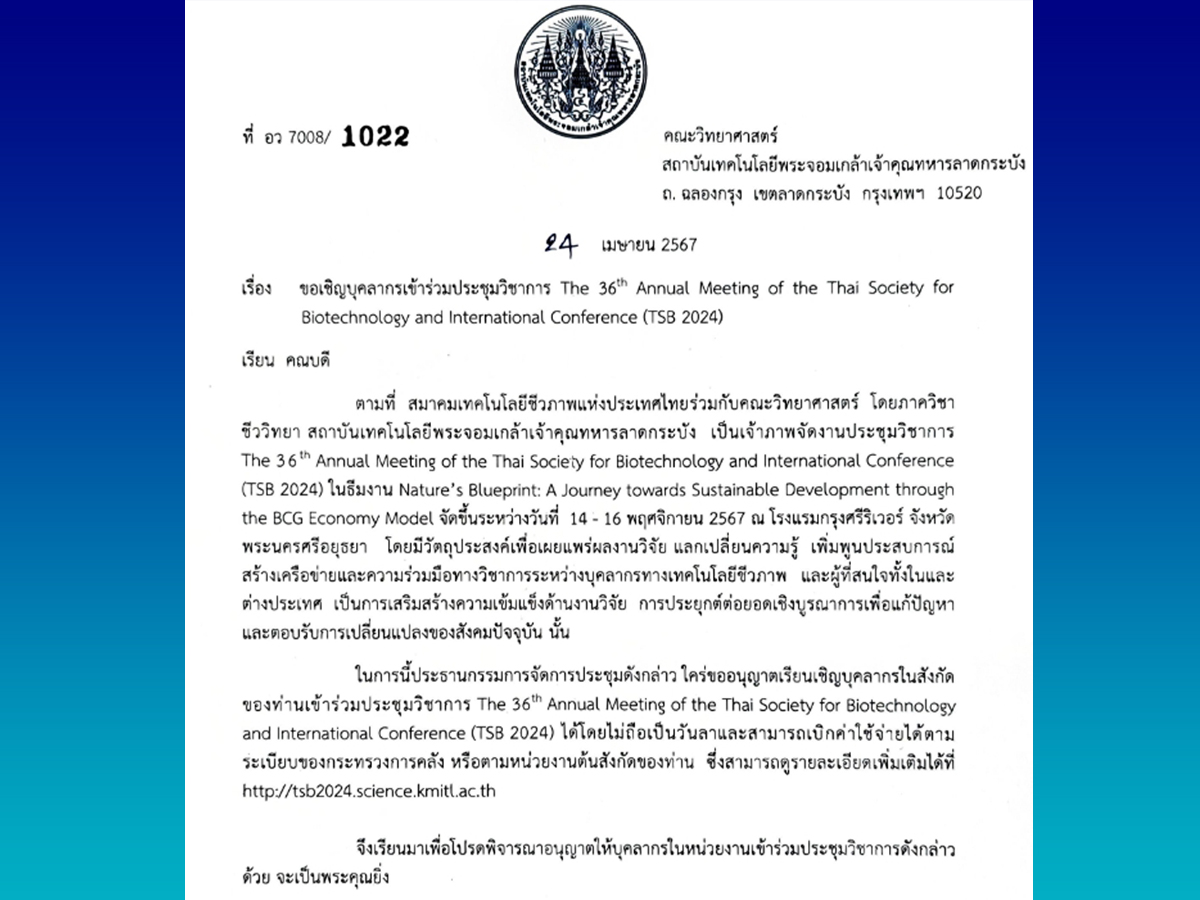 สถาบันเทคโนโลยีพระจอมเกล้าเจ้าคุณทหารลาดกระบัง
ที่ อว 7008/ 1022
คณะวิทยาศาสตร์
สถาบันเทคโนโลยีพระจอมเกล้าเจ้าคุณทหารลาดกระบัง
ถ. ฉลองกรุง เขตลาดกระบัง กรุงเทพฯ 10520
24 เมษายน 2567
เรื่อง ขอเชิญบุคลากรเข้าร่วมประชุมวิชาการ The 36th Annual Meeting of the Thai Society for
Biotechnology and International Conference (TSB 2024)
เรียน คณบดี
ตามที่ สมาคมเทคโนโลยีชีวภาพแห่งประเทศไทยร่วมกับคณะวิทยาศาสตร์ โดยภาควิชา
ชีววิทยา สถาบันเทคโนโลยีพระจอมเกล้าเจ้าคุณทหารลาดกระบัง เป็นเจ้าภาพจัดงานประชุมวิชาการ
The 36th Annual Meeting of the Thai Society for Biotechnology and International Conference
(TSB 2024) ในธีมงาน Nature's Blueprint: A Journey towards Sustainable Development through
the BCG Economy Model จัดขึ้นระหว่างวันที่ 14 - 16 พฤศจิกายน 2567 ณ โรงแรมกรุงศรีริเวอร์ จังหวัด
พระนครศรีอยุธยา โดยมีวัตถุประสงค์เพื่อเผยแพร่ผลงานวิจัย แลกเปลี่ยนความรู้ เพิ่มพูนประสบการณ์
สร้างเครือข่ายและความร่วมมือทางวิชาการระหว่างบุคลากรทางเทคโนโลยีชีวภาพ และผู้ที่สนใจทั้งในและ
ต่างประเทศ เป็นการเสริมสร้างความเข้มแข็งด้านงานวิจัย การประยุกต์ต่อยอดเชิงบูรณาการเพื่อแก้ปัญหา
และตอบรับการเปลี่ยนแปลงของสังคมปัจจุบัน นั้น
ในการนี้ประธานกรรมการจัดการประชุมดังกล่าว ใคร่ขออนุญาตเรียนเชิญบุคลากรในสังกัด
ของท่านเข้าร่วมประชุมวิชาการ The 36th Annual Meeting of the Thai Society for Biotechnology
and International Conference (TSB 2024) ได้โดยไม่ถือเป็นวันลาและสามารถเบิกค่าใช้จ่ายได้ตาม
ระเบียบของกระทรวงการคลัง หรือตามหน่วยงานต้นสังกัดของท่าน ซึ่งสามารถดูรายละเอียดเพิ่มเติมได้ที่
http://tsb2024.science.kmitl.ac.th
จึงเรียนมาเพื่อโปรดพิจารณาอนุญาตให้บุคลากรในหน่วยงานเข้าร่วมประชุมวิชาการดังกล่าว
ด้วย จะเป็นพระคุณยิ่ง